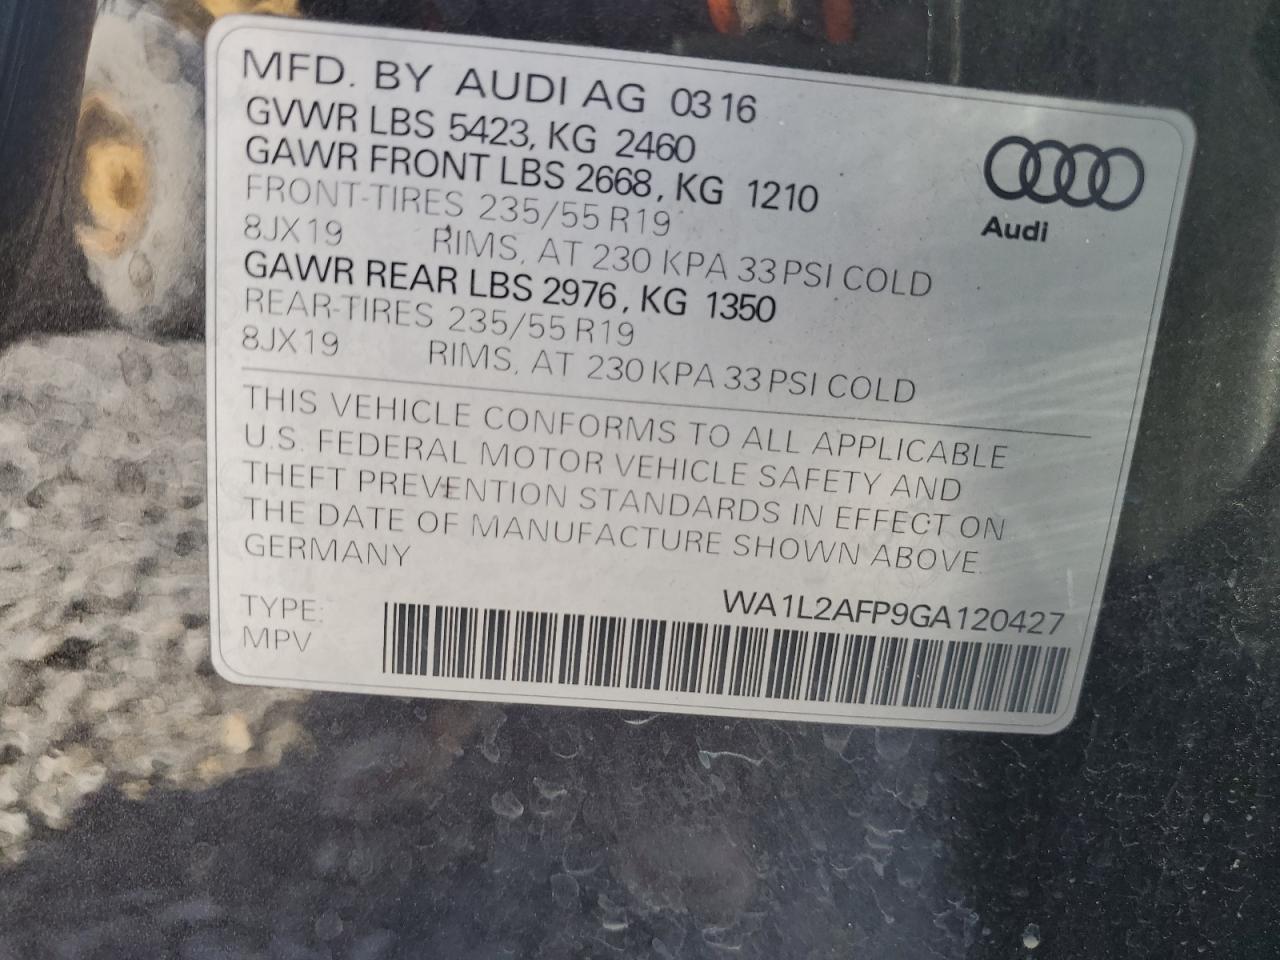 MFD. BY AUDI AG 0316
GVWR LBS 5423, KG 2460
GAWR FRONT LBS 2668, KG 1210
FRONT-TIRES 235/55 R19
8JX19 RIMS, AT 230 KPA 33 PSI COLD
GAWR REAR LBS 2976, KG 1350
REAR-TIRES 235/55 R19
8JX19 RIMS, AT 230 KPA 33 PSI COLD
Audi
THIS VEHICLE CONFORMS TO ALL APPLICABLE
U.S. FEDERAL MOTOR VEHICLE SAFETY AND
THEFT PREVENTION STANDARDS IN EFFECT ON
THE DATE OF MANUFACTURE SHOWN ABOVE.
GERMANY
WA1L2AFP9GA120427
TYPE:
MPV